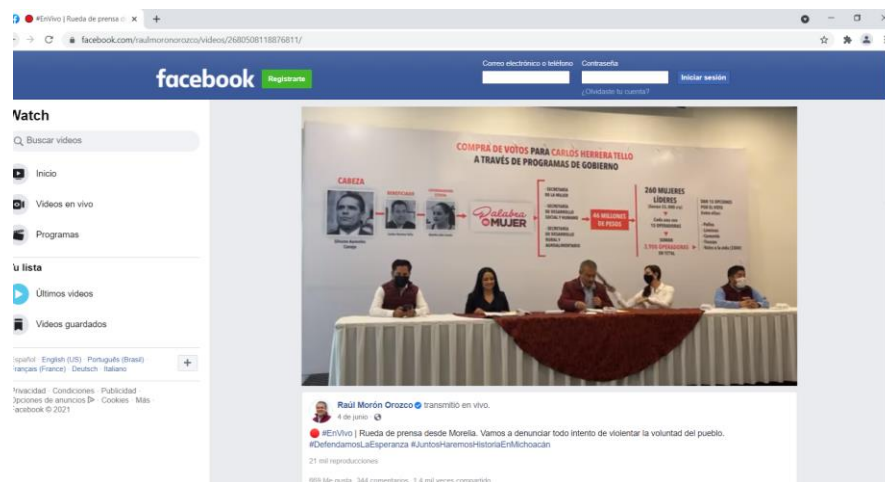 #EnVivo | Rueda de prensa d
facebook.com/raulmoronorozco/videos/2680508118876811/
Correo electrónico o teléfono Contraseña
facebook Registrarte Iniciar sesión
¿Olvidaste tu cuenta?
Watch
Buscar videos
Inicio
Videos en vivo
Programas
Tu lista
Últimos videos
Videos guardados
Español · English (US) · Português (Brasil) ·
Français (France) · Deutsch · Italiano
+
Privacidad · Condiciones · Publicidad ·
Opciones de anuncios · Cookies · Más ·
Facebook © 2021
COMPRA DE VOTOS PARA CARLOS HERRERA TELLO
A TRAVÉS DE PROGRAMAS DE GOBIERNO
CABEZA
Palabra
MUJER
46 MILLONES
DE PESOS
260 MUJERES
LÍDERES
Raúl Morón Orozco transmitió en vivo.
4 de junio
#EnVivo | Rueda de prensa desde Morelia. Vamos a denunciar todo intento de violentar la voluntad del pueblo.
#DefendamosLaEsperanza #JuntosHaremosHistoriaEnMichoacán
21 mil reproducciones